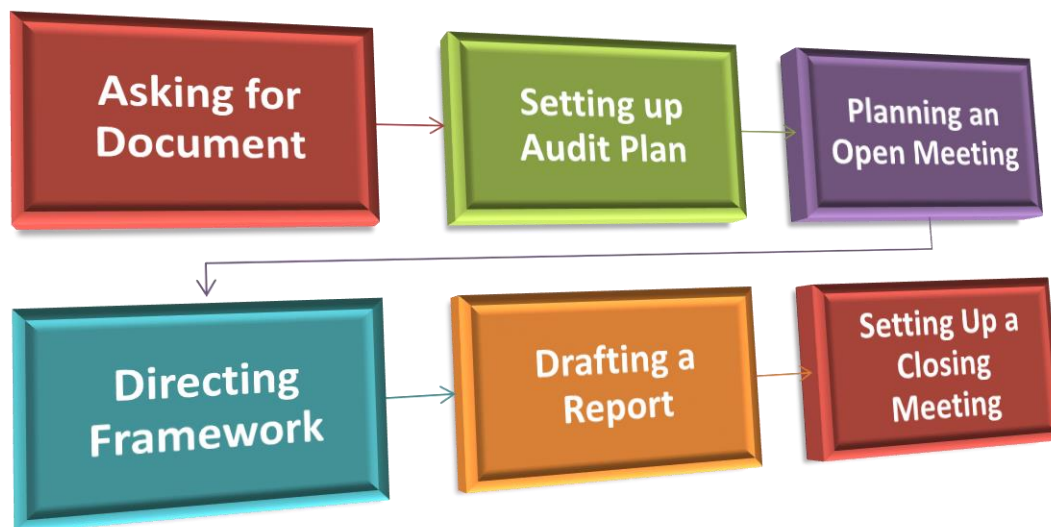 Asking for
Document
Setting up
Audit Plan
Planning an
Open Meeting
Directing
Framework
Drafting a
Report
Setting Up a
Closing
Meeting